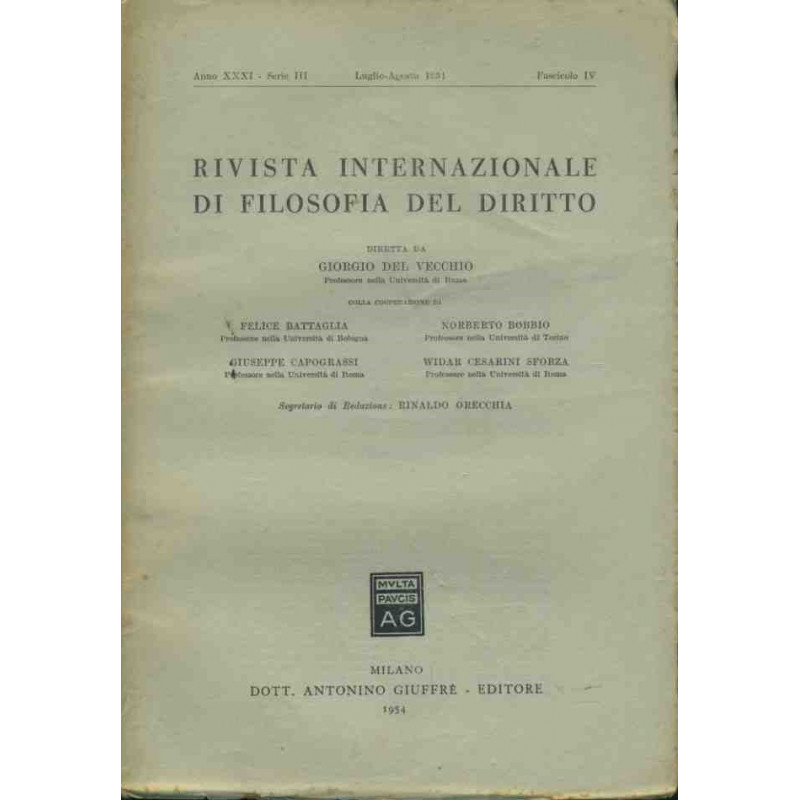 Anno XXXI - Serie III Luglio-Agosto 1954 Fascicolo IV
RIVISTA INTERNAZIONALE
DI FILOSOFIA DEL DIRITTO
DIRETTA DA
GIORGIO DEL VECCHIO
Professore nella Università di Roma
COLLA COOPERAZIONE DI
FELICE BATTAGLIA NORBERTO BOBBIO
Professore nella Università di Bologna Professore nella Università di Torino
GIUSEPPE CAPOGRASSI WIDAR CESARINI SFORZA
Professore nella Università di Roma Professore nella Università di Roma
Segretario di Redazione: RINALDO ORECCHIA
MVLTA
PAVCIS
AG
MILANO
DOTT. ANTONINO GIUFFRÈ - EDITORE
1954